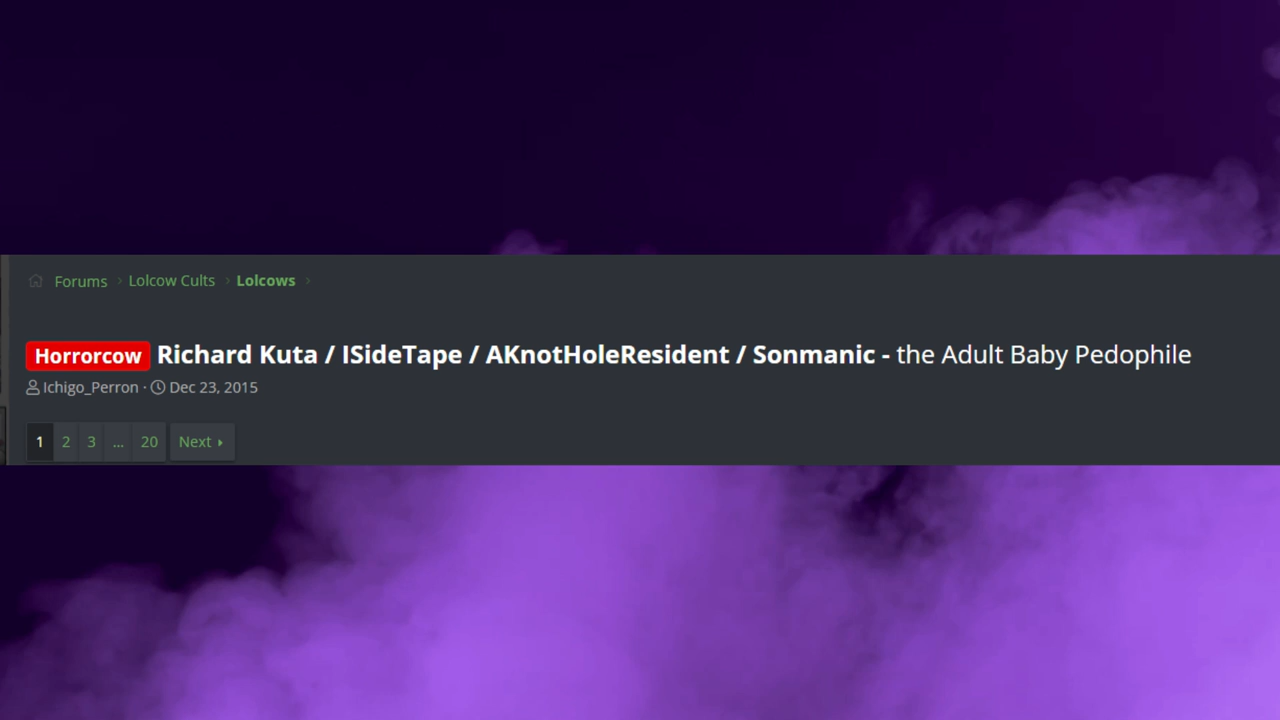 Forums › Lolcow Cults › Lolcows ›
Horrorcow Richard Kuta / ISideTape / AKnotHoleResident / Sonmanic - the Adult Baby Pedophile
Ichigo_Perron · Dec 23, 2015
1 2 3 ... 20 Next ▸